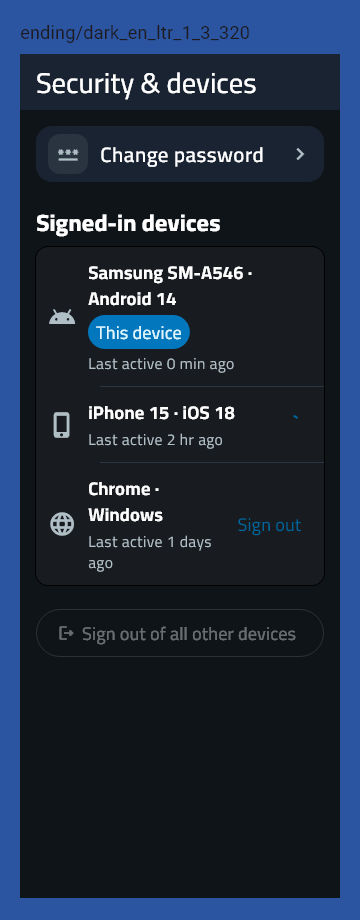 ending/dark_en_ltr_1_3_320
Security & devices
Change password
Signed-in devices
Samsung SM-A546 ·
Android 14
This device
Last active 0 min ago
iPhone 15 · iOS 18
Last active 2 hr ago
Chrome ·
Windows
Last active 1 days
ago
Sign out
Sign out of all other devices